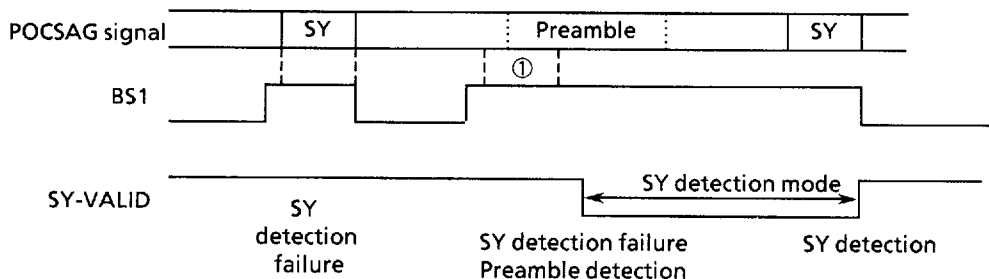 POCSAG signal
SY
Preamble
SY
①
BS1
SY-VALID
SY detection mode
SY
detection
failure
SY detection failure
Preamble detection
SY detection